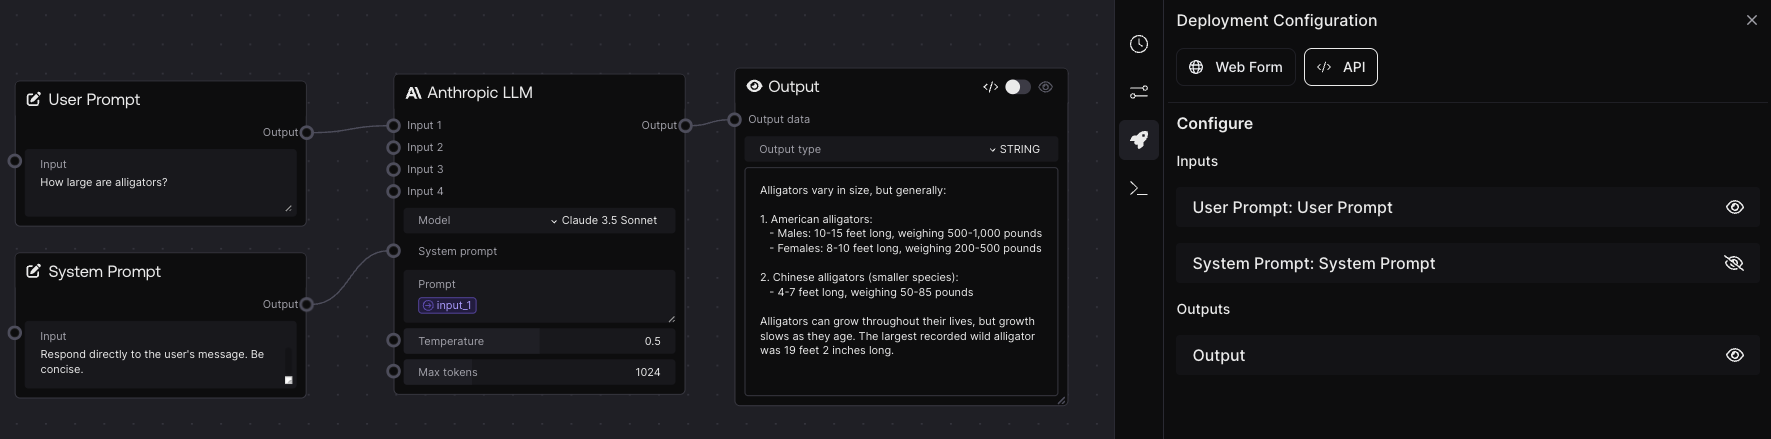 User Prompt
Output
Input
How large are alligators?
System Prompt
Output
Input
Respond directly to the user's message. Be
concise.
Anthropic LLM
Input 1
Output
Input 2
Input 3
Input 4
Model
Claude 3.5 Sonnet
System prompt
Prompt
input_1
Temperature
0.5
Max tokens
1024
Output
</>
Output data
Output type
STRING
Alligators vary in size, but generally:
1. American alligators:
- Males: 10-15 feet long, weighing 500-1,000 pounds
- Females: 8-10 feet long, weighing 200-500 pounds
2. Chinese alligators (smaller species):
- 4-7 feet long, weighing 50-85 pounds
Alligators can grow throughout their lives, but growth
slows as they age. The largest recorded wild alligator
was 19 feet 2 inches long.
Deployment Configuration
Web Form
</> API
Configure
Inputs
User Prompt: User Prompt
System Prompt: System Prompt
Outputs
Output